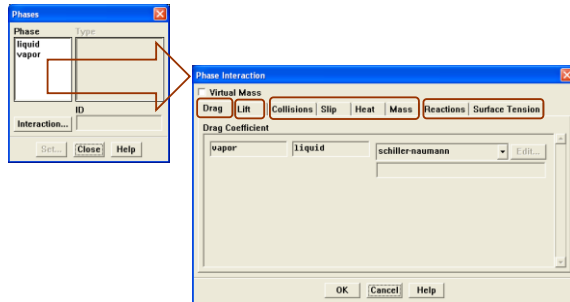 Phases
Phase Type
liquid
vapor
ID
Interaction...
Set... Close Help
Phase Interaction
Virtual Mass
Drag Lift Collisions Slip Heat Mass Reactions Surface Tension
Drag Coefficient
vapor liquid schiller-naumann Edit...
OK Cancel Help